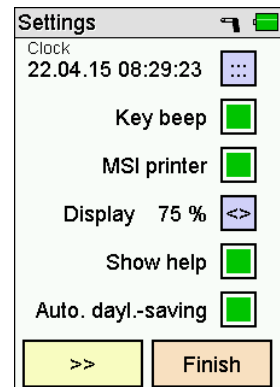 Settings
Clock
22.04.15 08:29:23 :::
Key beep
MSI printer
Display 75 % <>
Show help
Auto. dayl.-saving
>> Finish